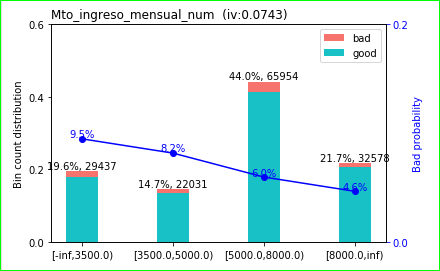 Mto_ingreso_mensual_num  (iv:0.0743)
0.6
0.4
0.2
0.0
Bin count distribution
bad
good
44.0%, 65954
9.5%
8.2%
6.0%
4.6%
19.6%, 29437
14.7%, 22031
21.7%, 32578
0.2
0.0
Bad probability
[-inf,3500.0)
[3500.0,5000.0)
[5000.0,8000.0)
[8000.0,inf)